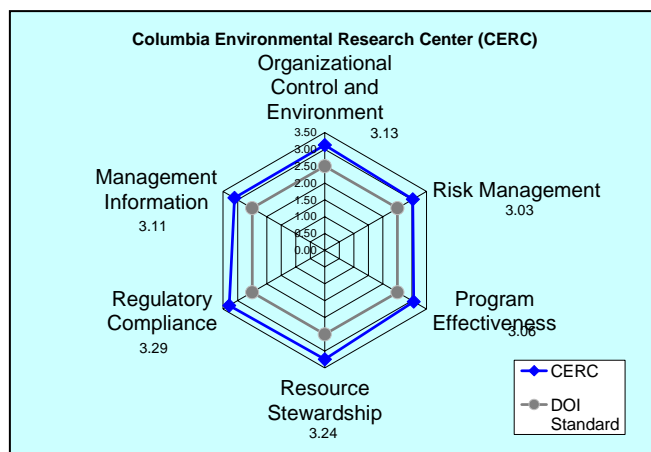 Columbia Environmental Research Center (CERC)
Organizational
Control and
Environment
3.13
3.50
3.00
2.50
2.00
1.50
1.00
0.50
0.00
Risk Management
3.03
Program
Effectiveness
3.06
Resource
Stewardship
3.24
Regulatory
Compliance
3.29
Management
Information
3.11
CERC
DOI
Standard